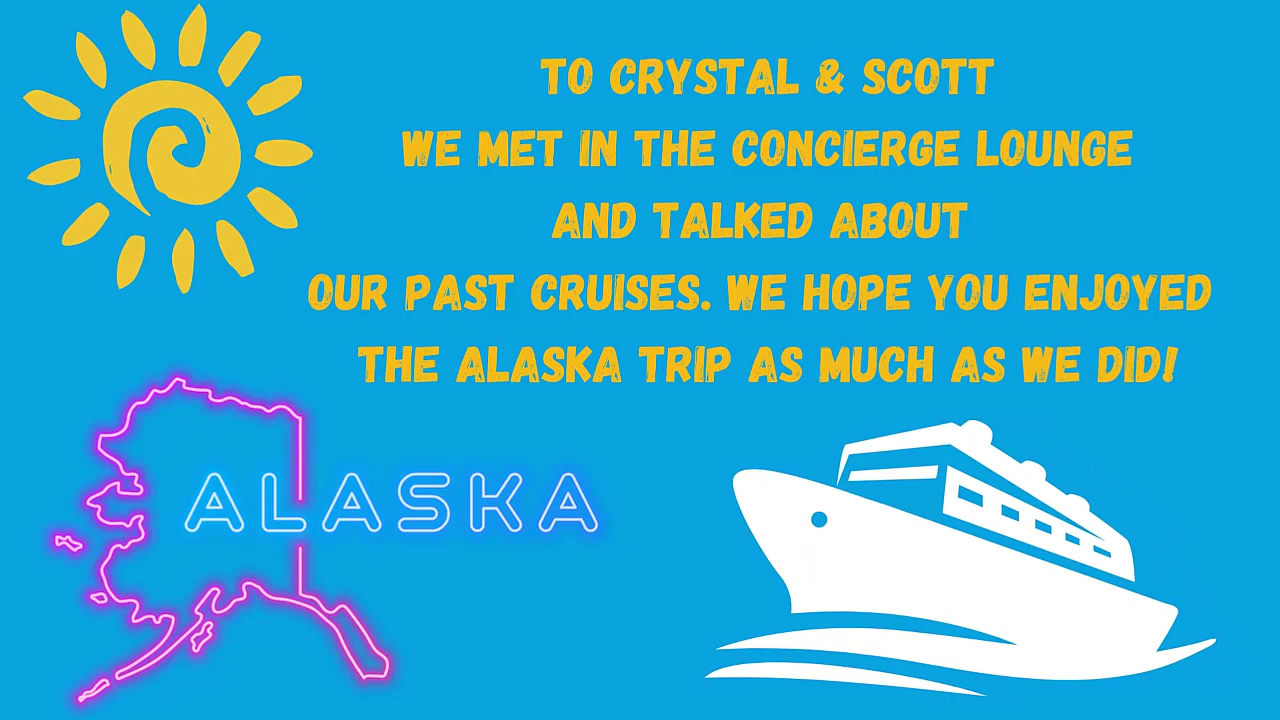 TO CRYSTAL & SCOTT
WE MET IN THE CONCIERGE LOUNGE
AND TALKED ABOUT
OUR PAST CRUISES. WE HOPE YOU ENJOYED
THE ALASKA TRIP AS MUCH AS WE DID!
ALASKA